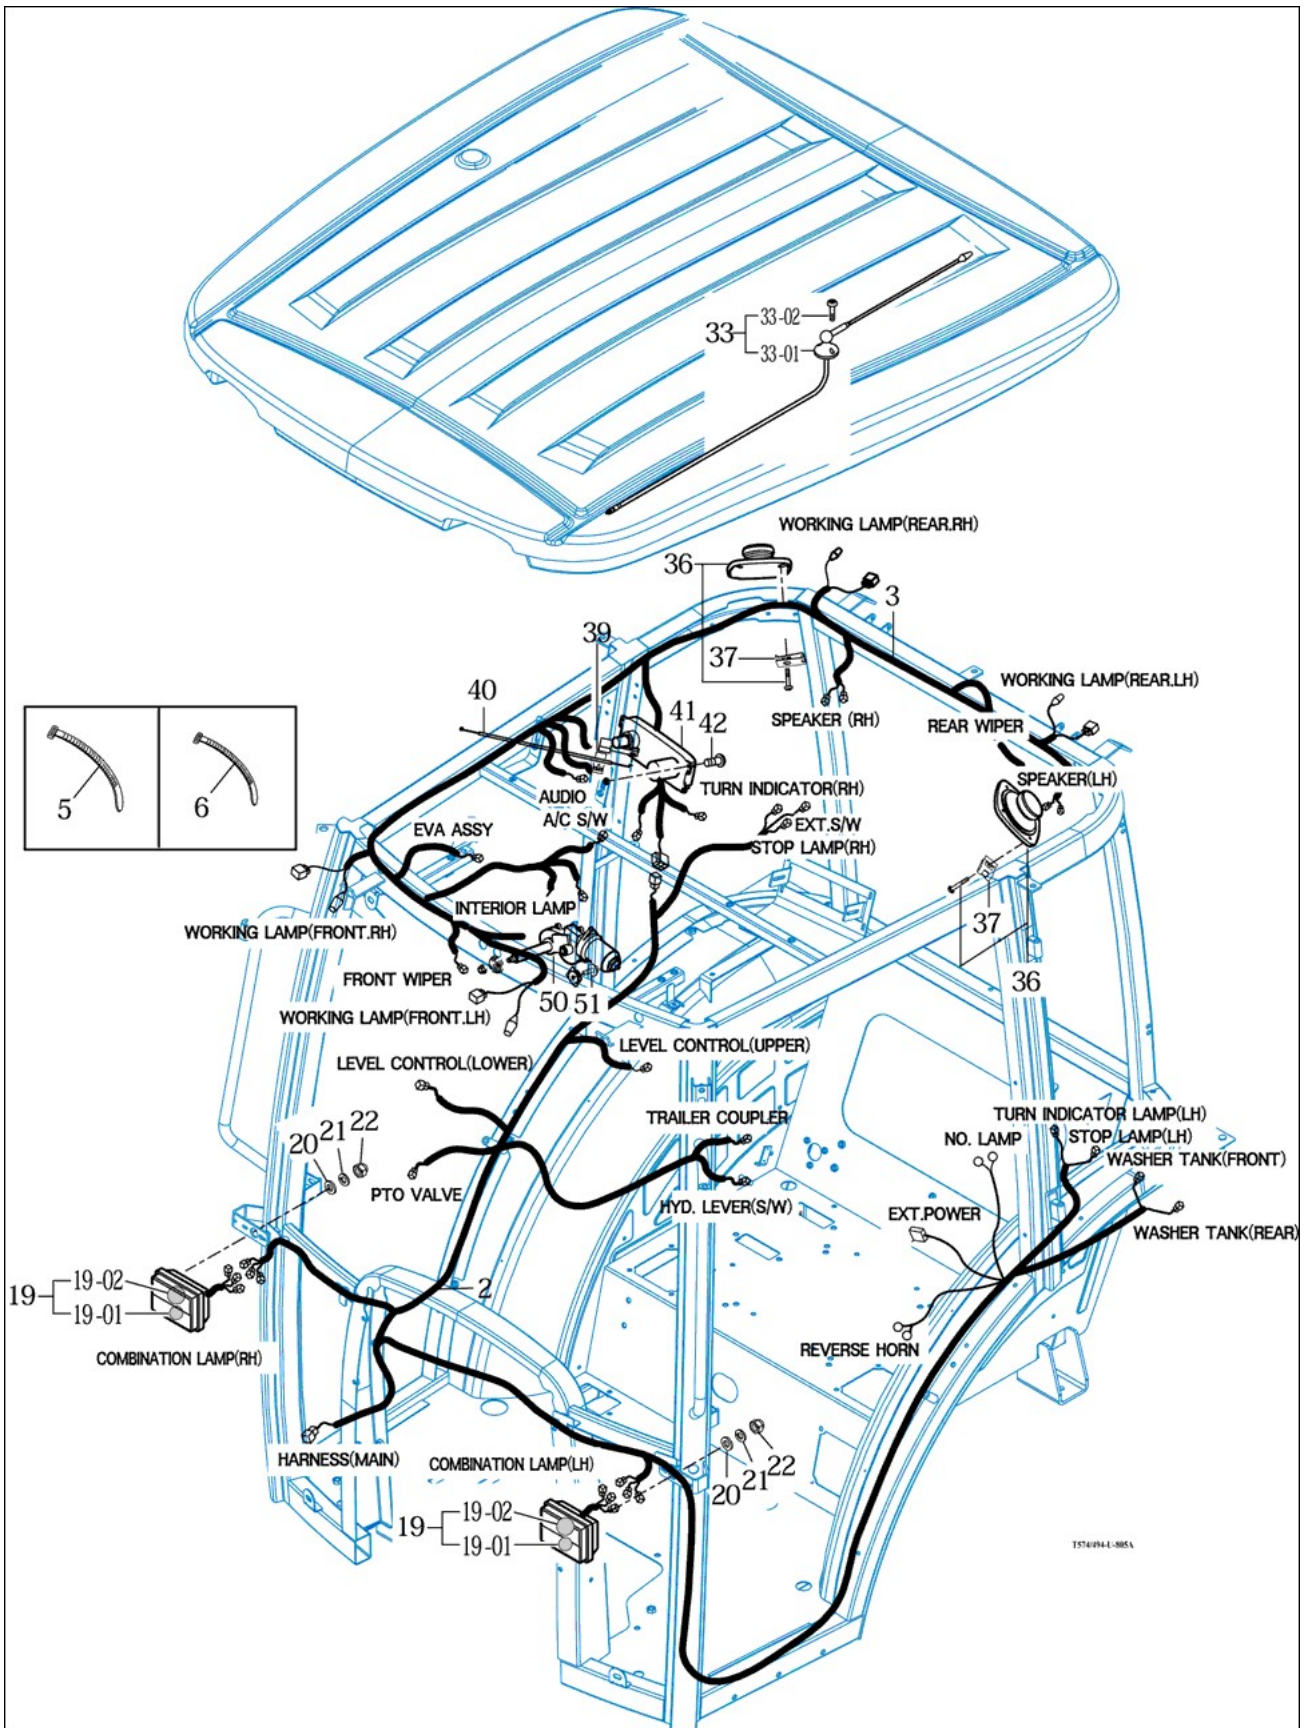 33-02
33
33-01
WORKING LAMP(REAR.RH)
36
3
39
37
WORKING LAMP(REAR.LH)
40
41
42
SPEAKER (RH)
REAR WIPER
5
6
AUDIO
TURN INDICATOR(RH)
SPEAKER(LH)
A/C S/W
EVA ASSY
EXT.S/W
STOP LAMP(RH)
INTERIOR LAMP
37
WORKING LAMP(FRONT.RH)
FRONT WIPER
50
51
36
WORKING LAMP(FRONT.LH)
LEVEL CONTROL(UPPER)
LEVEL CONTROL(LOWER)
TRAILER COUPLER
TURN INDICATOR LAMP(LH)
NO. LAMP
STOP LAMP(LH)
20
21
22
WASHER TANK(FRONT)
PTO VALVE
HYD. LEVER(S/W)
EXT.POWER
WASHER TANK(REAR)
19
19-02
19-01
2
COMBINATION LAMP(RH)
REVERSE HORN
HARNESS(MAIN)
COMBINATION LAMP(LH)
20
21
22
19
19-02
19-01
T574/494-U-805A